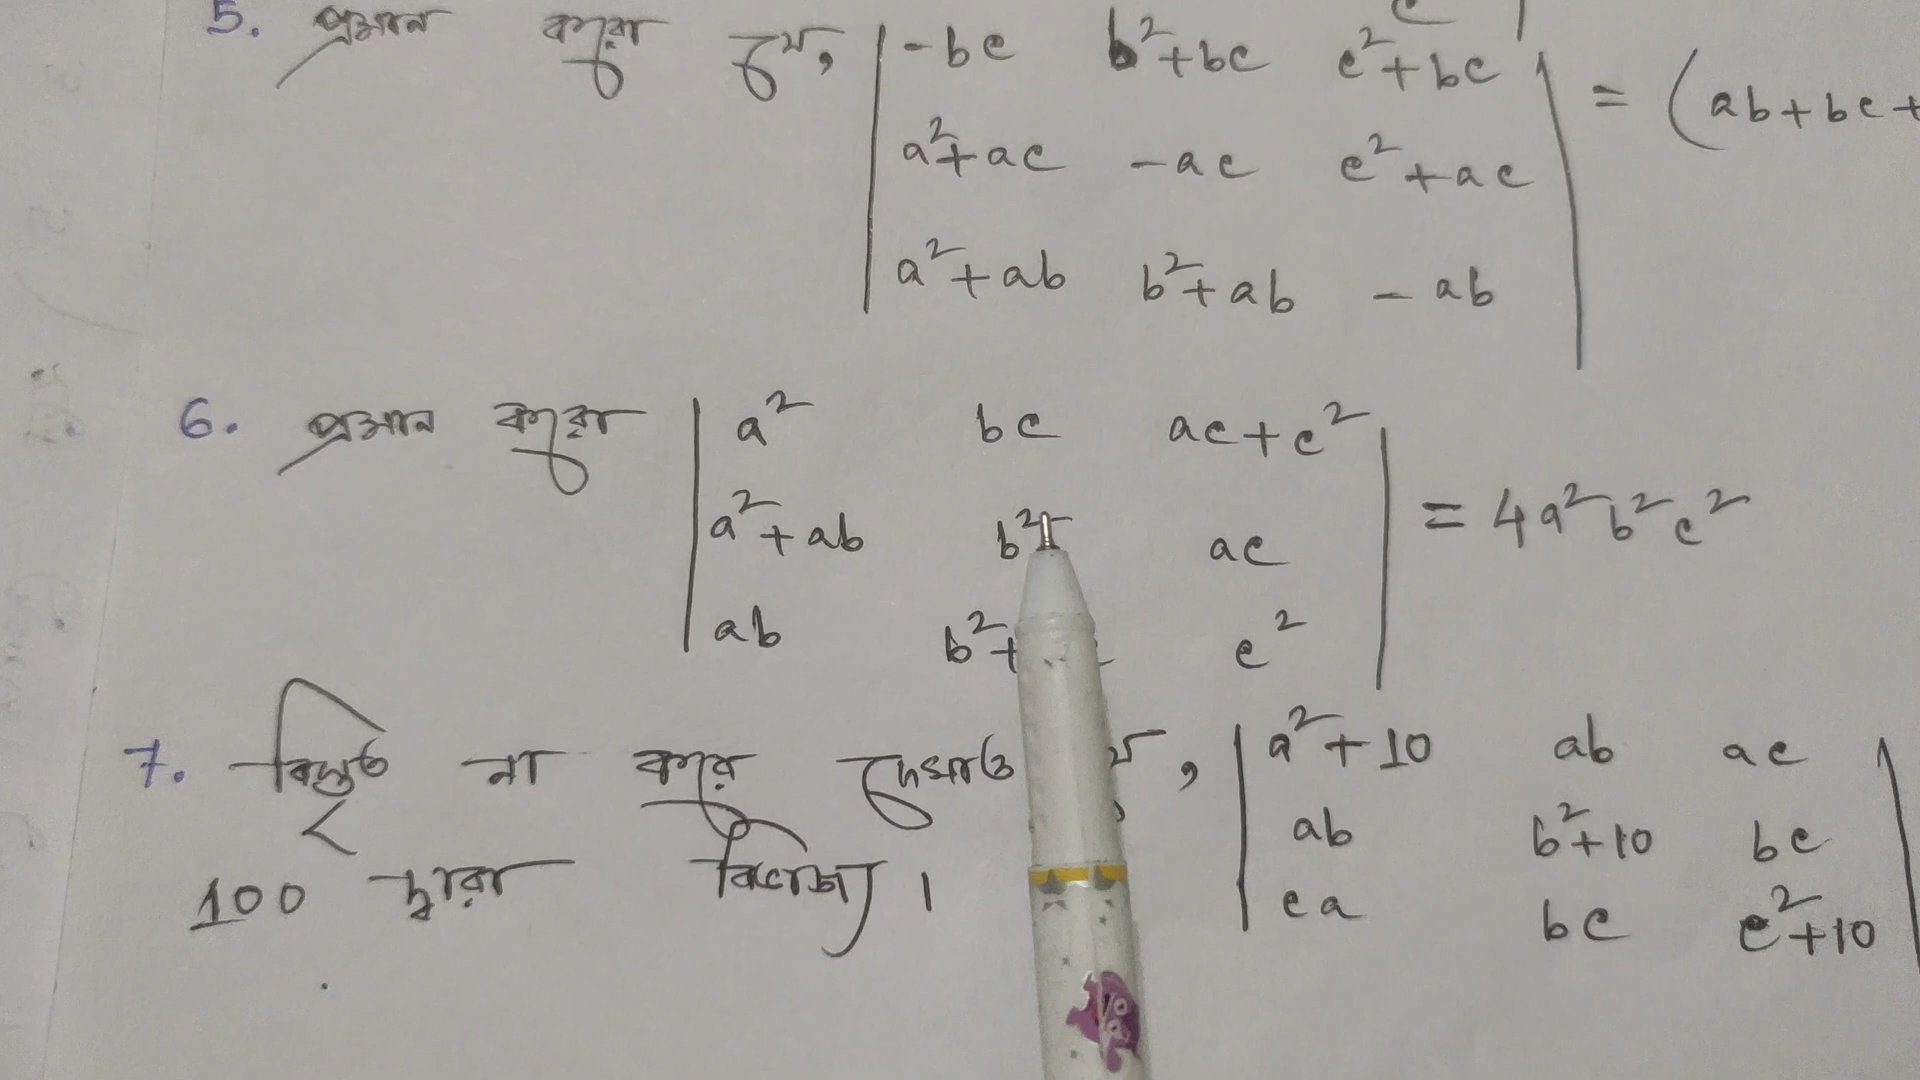 5. প্রমান করো যে, | -bc b²+bc c²+bc | = (ab+bc+
a²+ac -ac c²+ac
a²+ab b²+ab -ab
6. প্রমান করো | a² bc ac+c² | = 4a²b²c²
a²+ab b² ac
ab b²+ c²
7. বিস্তৃত না করে দেখাও , | a²+10 ab ac |
ab b²+10 bc
100 দ্বারা বিভাজ্য । ca bc c²+10